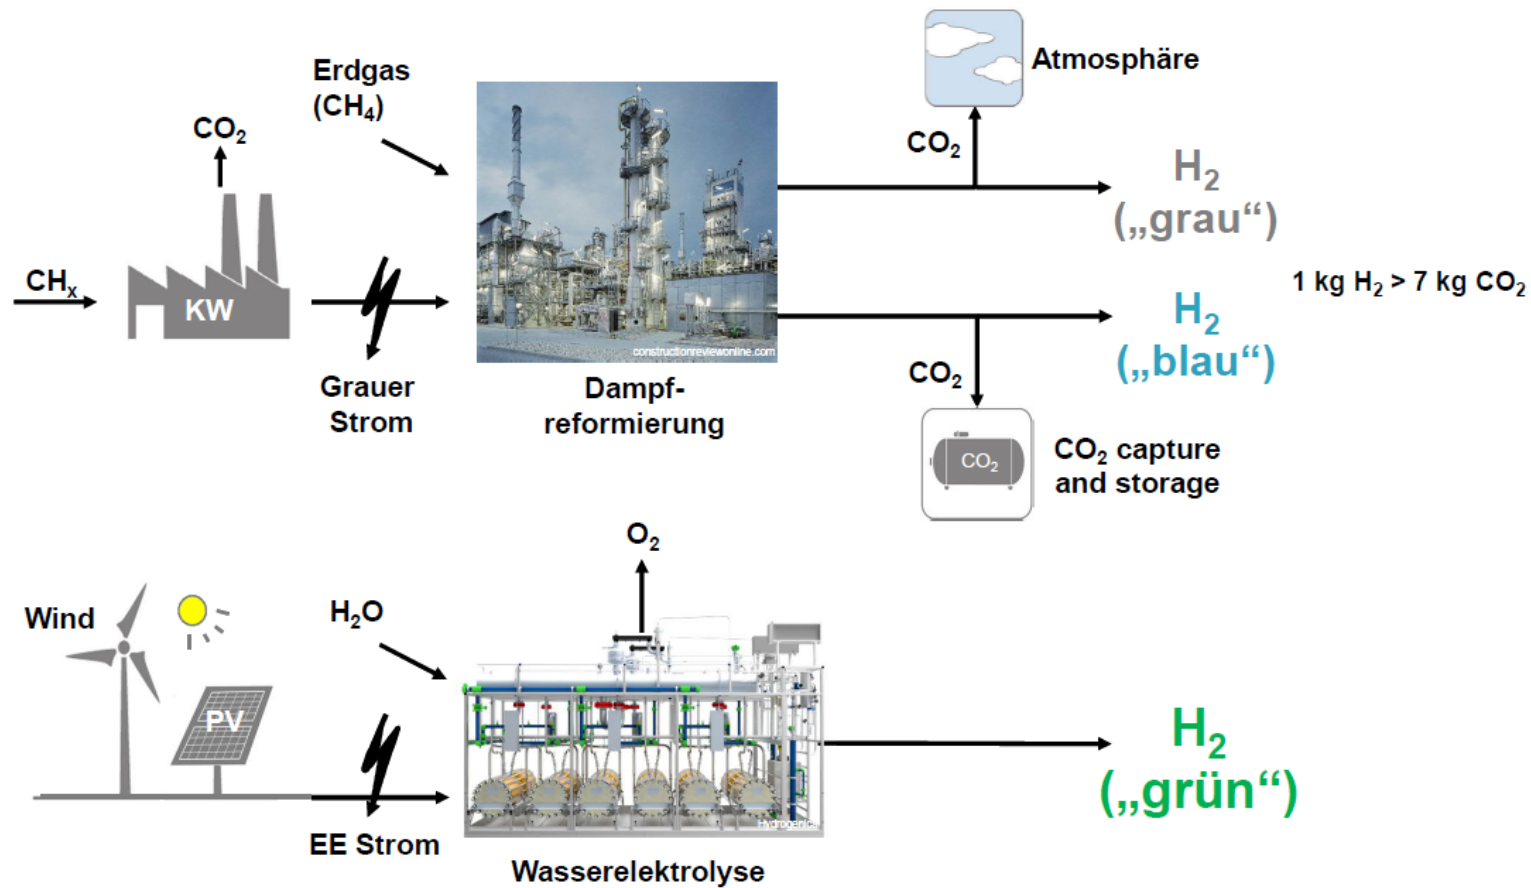 Atmosphäre
Erdgas
(CH₄)
CO₂
CO₂
H₂
(„grau“)
CHₓ
KW
1 kg H₂ > 7 kg CO₂
H₂
(„blau“)
constructionreviewonline.com
Grauer
Strom
Dampf-
reformierung
CO₂
CO₂
CO₂ capture
and storage
O₂
Wind
H₂O
PV
H₂
(„grün“)
EE Strom
Hydrogenics
Wasserelektrolyse